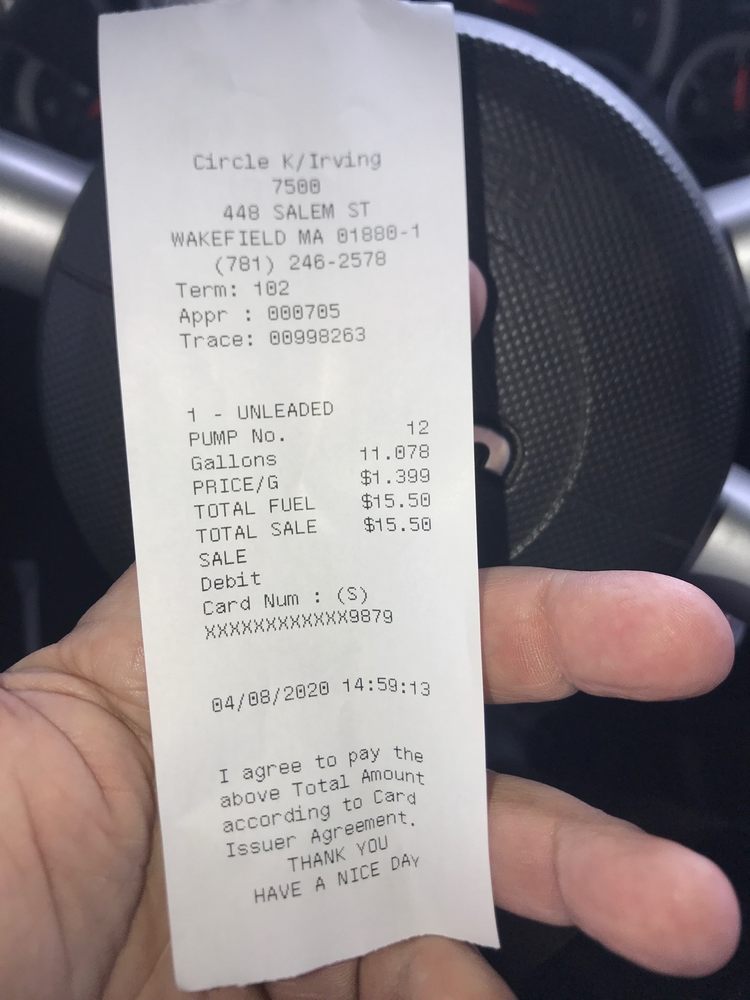 Circle K/Irving
7500
448 SALEM ST
WAKEFIELD MA 01880-1
(781) 246-2578
Term: 102
Appr : 000705
Trace: 00998263
1 - UNLEADED
PUMP No. 12
Gallons 11.078
PRICE/G $1.399
TOTAL FUEL $15.50
TOTAL SALE $15.50
SALE
Debit
Card Num : (S)
XXXXXXXXXXXX9879
04/08/2020 14:59:13
I agree to pay the
above Total Amount
according to Card
Issuer Agreement.
THANK YOU
HAVE A NICE DAY